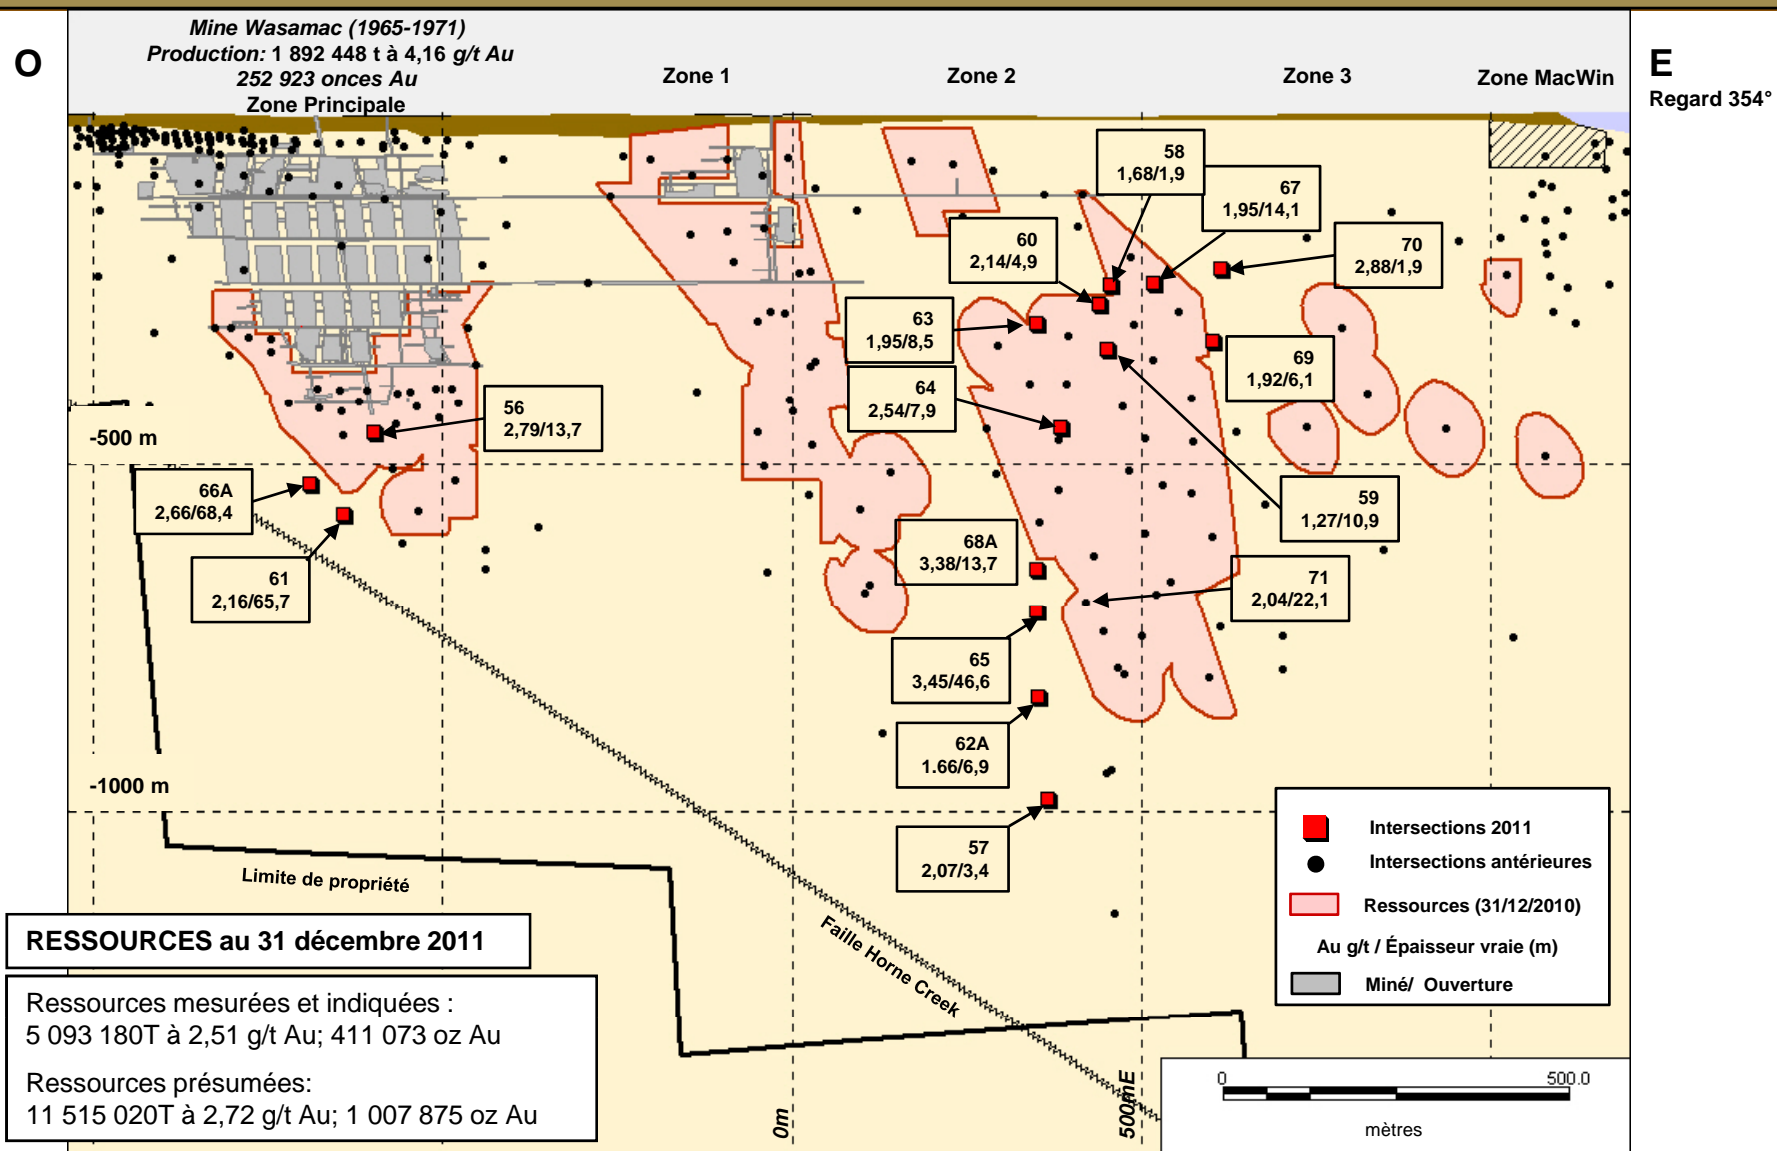 Mine Wasamac (1965-1971)
Production: 1 892 448 t à 4,16 g/t Au
252 923 onces Au
Zone Principale
O
Zone 1
Zone 2
Zone 3
Zone MacWin
E
Regard 354°
58
1,68/1,9
67
1,95/14,1
60
2,14/4,9
70
2,88/1,9
63
1,95/8,5
69
1,92/6,1
64
2,54/7,9
56
2,79/13,7
-500 m
66A
2,66/68,4
59
1,27/10,9
68A
3,38/13,7
61
2,16/65,7
71
2,04/22,1
65
3,45/46,6
62A
1.66/6,9
-1000 m
57
2,07/3,4
Limite de propriété
Faille Horne Creek
Intersections 2011
Intersections antérieures
Ressources (31/12/2010)
Au g/t / Épaisseur vraie (m)
Miné/ Ouverture
RESSOURCES au 31 décembre 2011
Ressources mesurées et indiquées :
5 093 180T à 2,51 g/t Au; 411 073 oz Au
Ressources présumées:
11 515 020T à 2,72 g/t Au; 1 007 875 oz Au
0m
500mE
0 500.0
mètres